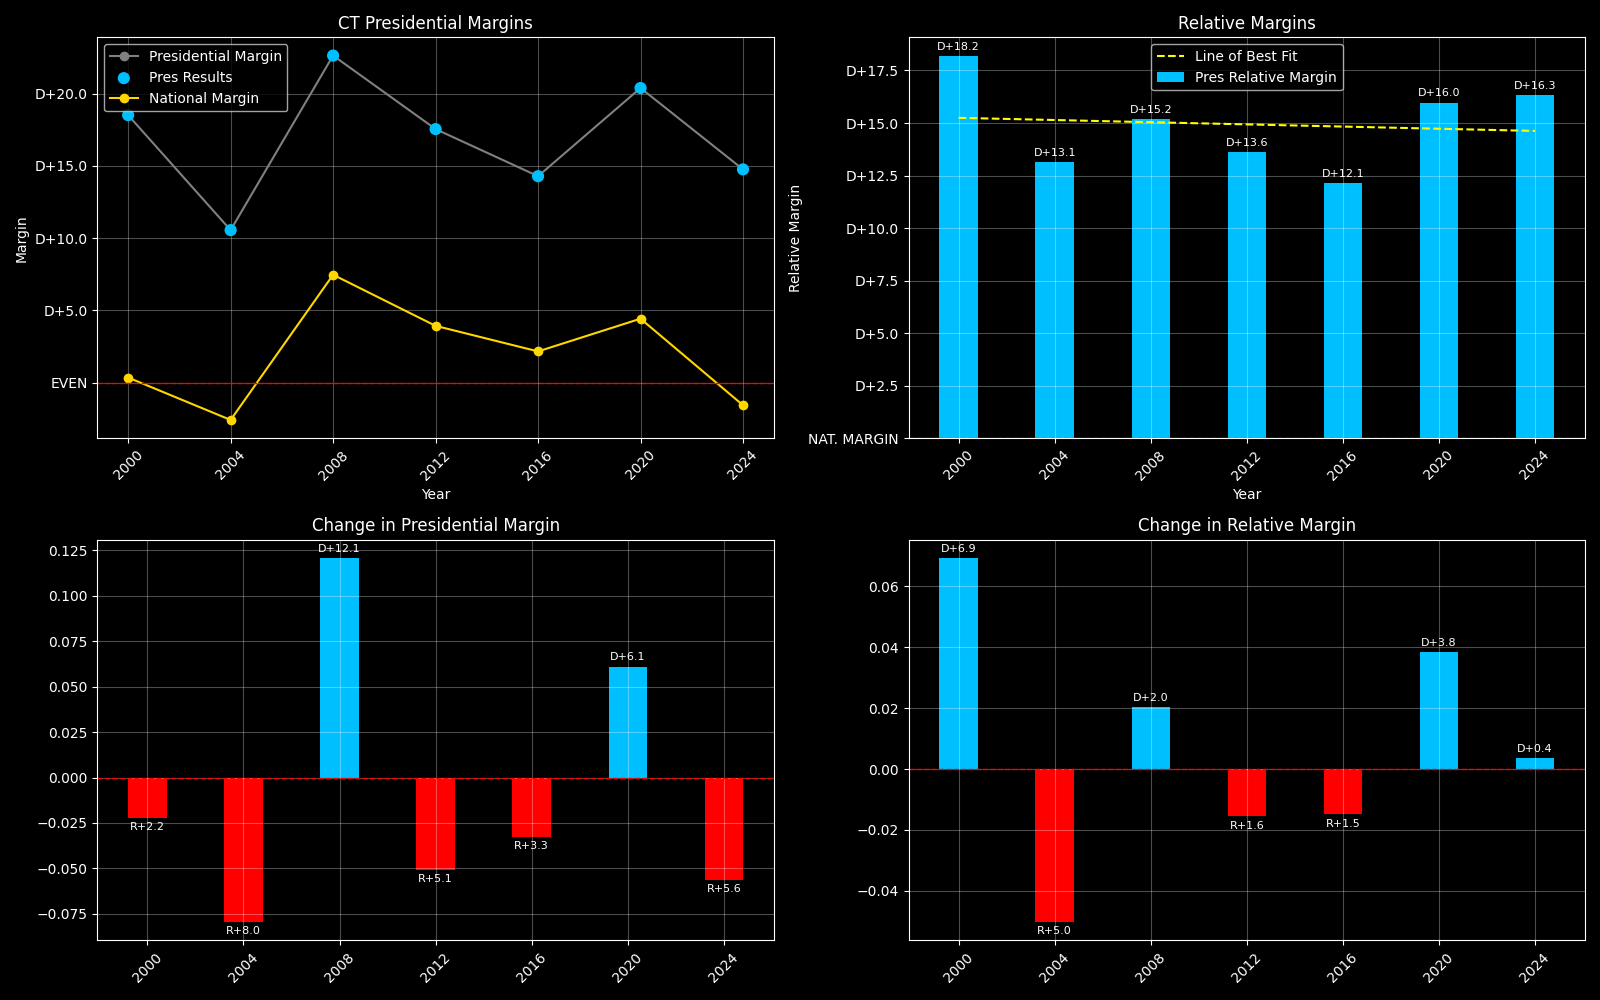 CT Presidential Margins
Presidential Margin
Pres Results
National Margin
D+20.0
D+15.0
D+10.0
D+5.0
EVEN
Margin
2000
2004
2008
2012
2016
2020
2024
Year
Relative Margins
Line of Best Fit
Pres Relative Margin
D+17.5
D+15.0
D+12.5
D+10.0
D+7.5
D+5.0
D+2.5
NAT. MARGIN
Relative Margin
D+18.2
D+13.1
D+15.2
D+13.6
D+12.1
D+16.0
D+16.3
2000
2004
2008
2012
2016
2020
2024
Year
Change in Presidential Margin
0.125
0.100
0.075
0.050
0.025
0.000
−0.025
−0.050
−0.075
R+2.2
R+8.0
D+12.1
R+5.1
R+3.3
D+6.1
R+5.6
2000
2004
2008
2012
2016
2020
2024
Change in Relative Margin
0.06
0.04
0.02
0.00
−0.02
−0.04
D+6.9
R+5.0
D+2.0
R+1.6
R+1.5
D+3.8
D+0.4
2000
2004
2008
2012
2016
2020
2024